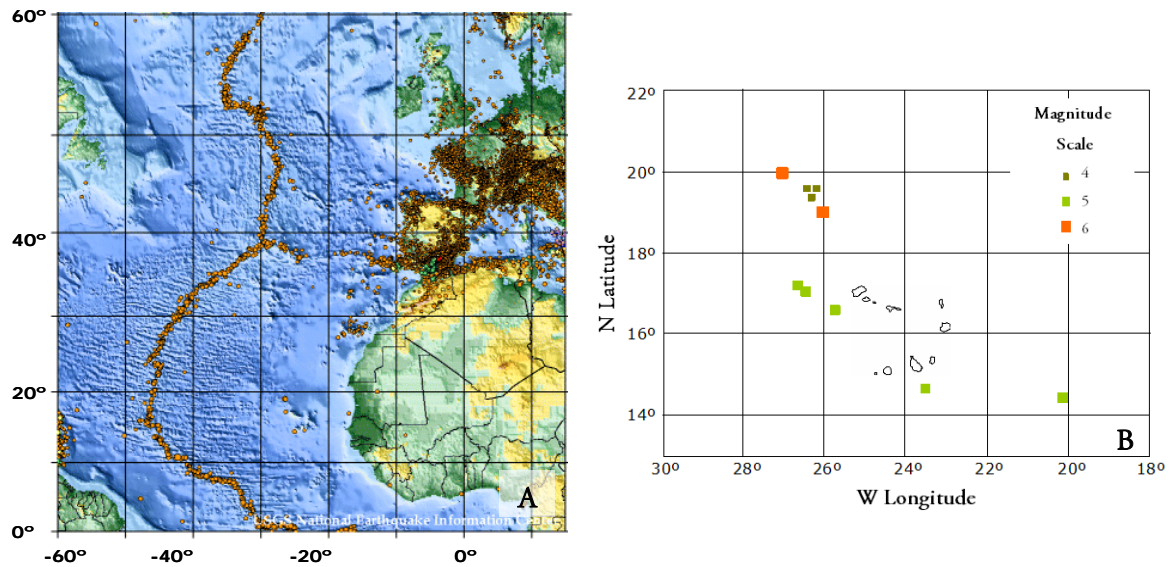 60º
40º
20º
0º
-60º
-40º
-20º
0º
USGS National Earthquake Information Center
A
N Latitude
22º
20º
18º
16º
14º
Magnitude
Scale
4
5
6
B
30º
28º
26º
24º
22º
20º
18º
W Longitude